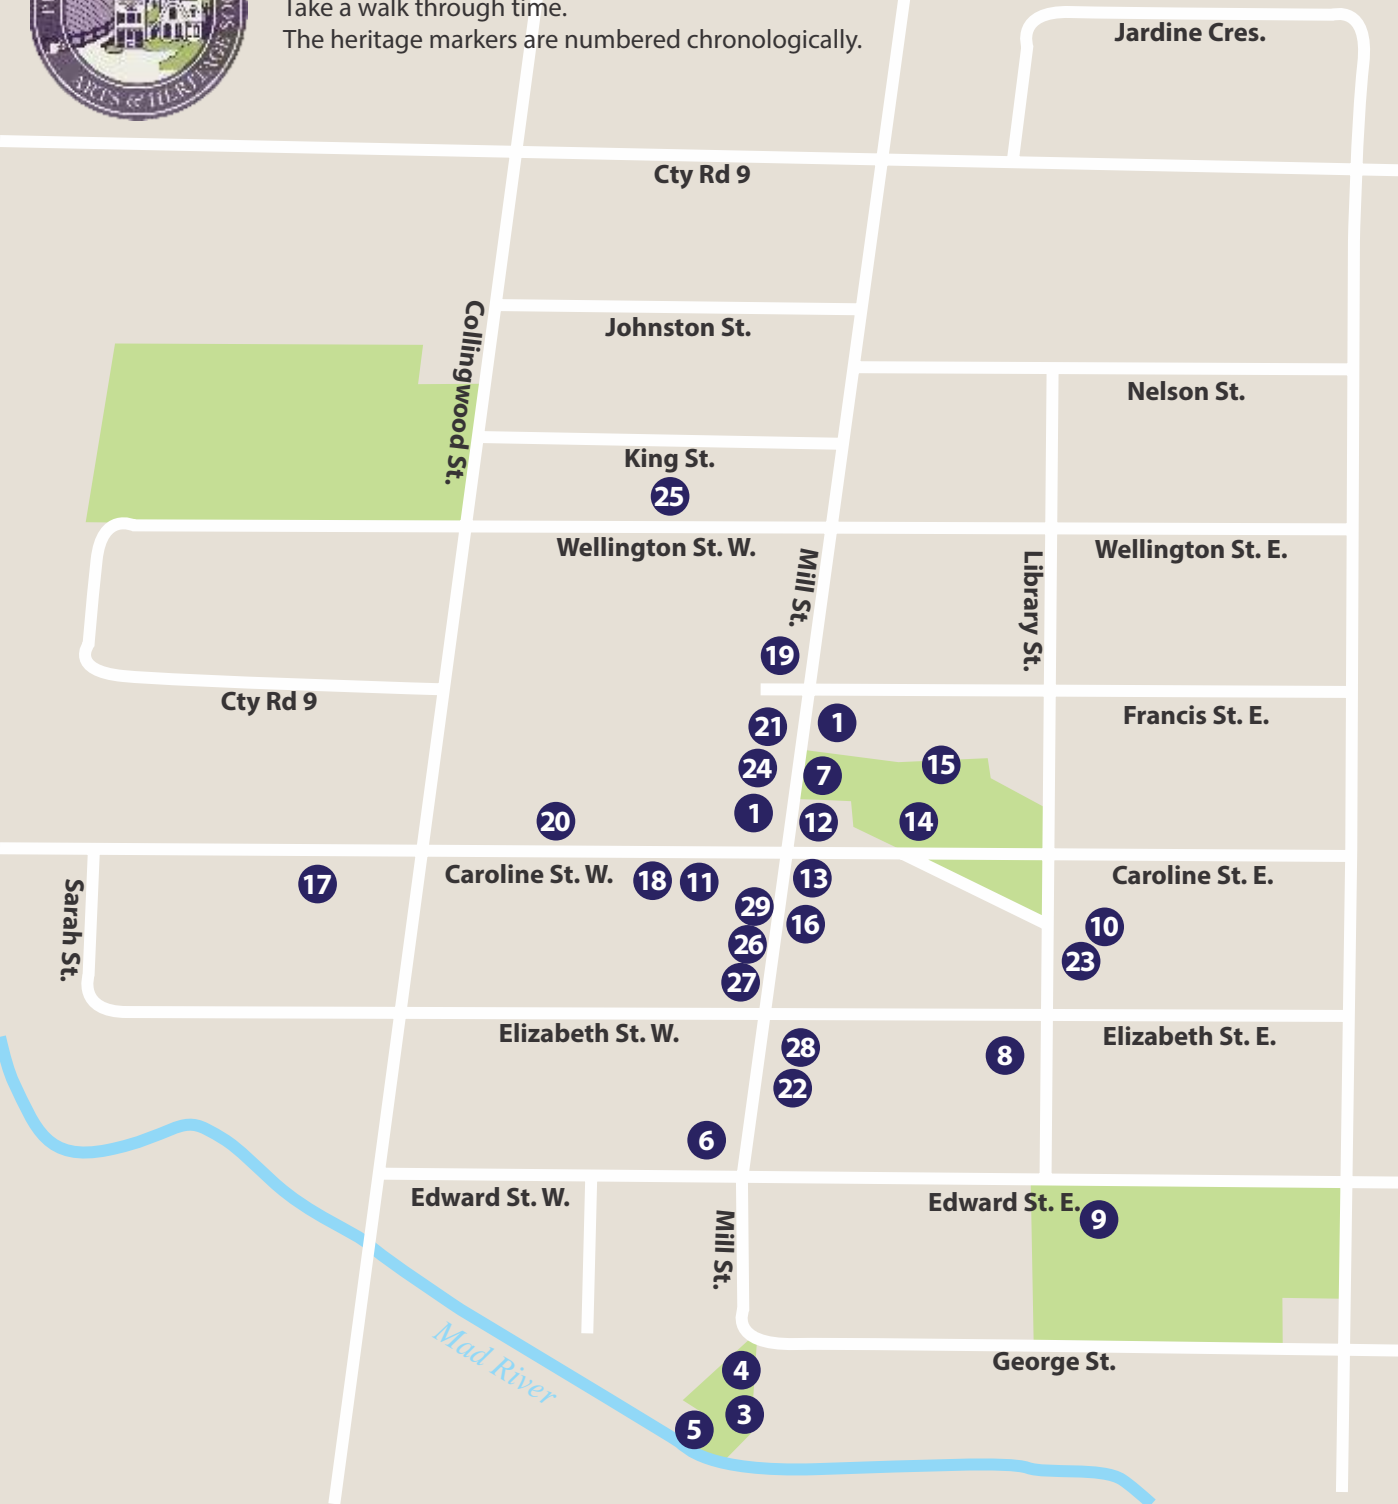 Take a walk through time.
The heritage markers are numbered chronologically.
ARTS & HERITAGE
Jardine Cres.
Cty Rd 9
Collingwood St.
Johnston St.
Nelson St.
King St.
25
Wellington St. W.
Wellington St. E.
Mill St.
Library St.
19
Cty Rd 9
Francis St. E.
21
1
24
7
15
1
12
14
20
Caroline St. W.
Caroline St. E.
17
18
11
13
Sarah St.
29
16
10
26
23
27
Elizabeth St. W.
Elizabeth St. E.
28
8
22
6
Edward St. W.
Edward St. E.
9
Mill St.
Mad River
George St.
4
3
5